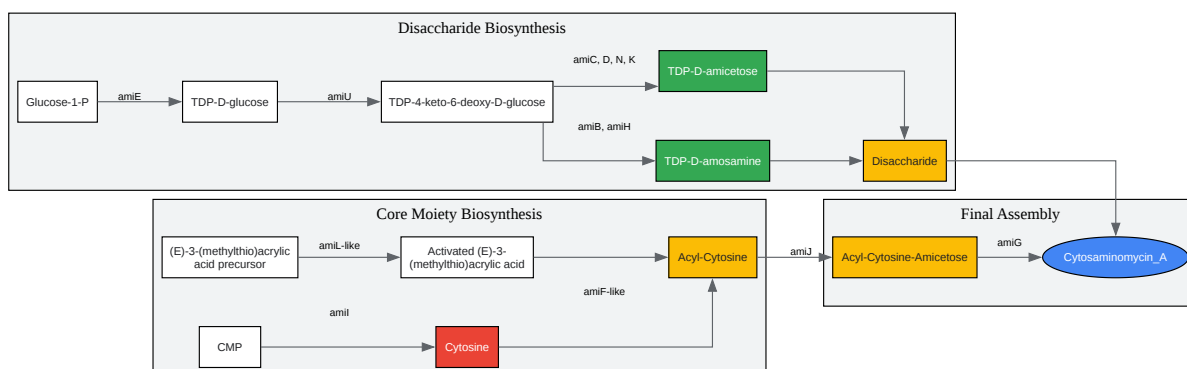 Disaccharide Biosynthesis
Glucose-1-P
amiE
TDP-D-glucose
amiU
TDP-4-keto-6-deoxy-D-glucose
amiC, D, N, K
TDP-D-amicetose
amiB, amiH
TDP-D-amosamine
Disaccharide
Core Moiety Biosynthesis
(E)-3-(methylthio)acrylic
acid precursor
amiL-like
Activated (E)-3-
(methylthio)acrylic acid
Acyl-Cytosine
amiF-like
amiI
CMP
Cytosine
amiJ
Final Assembly
Acyl-Cytosine-Amicetose
amiG
Cytosaminomycin_A